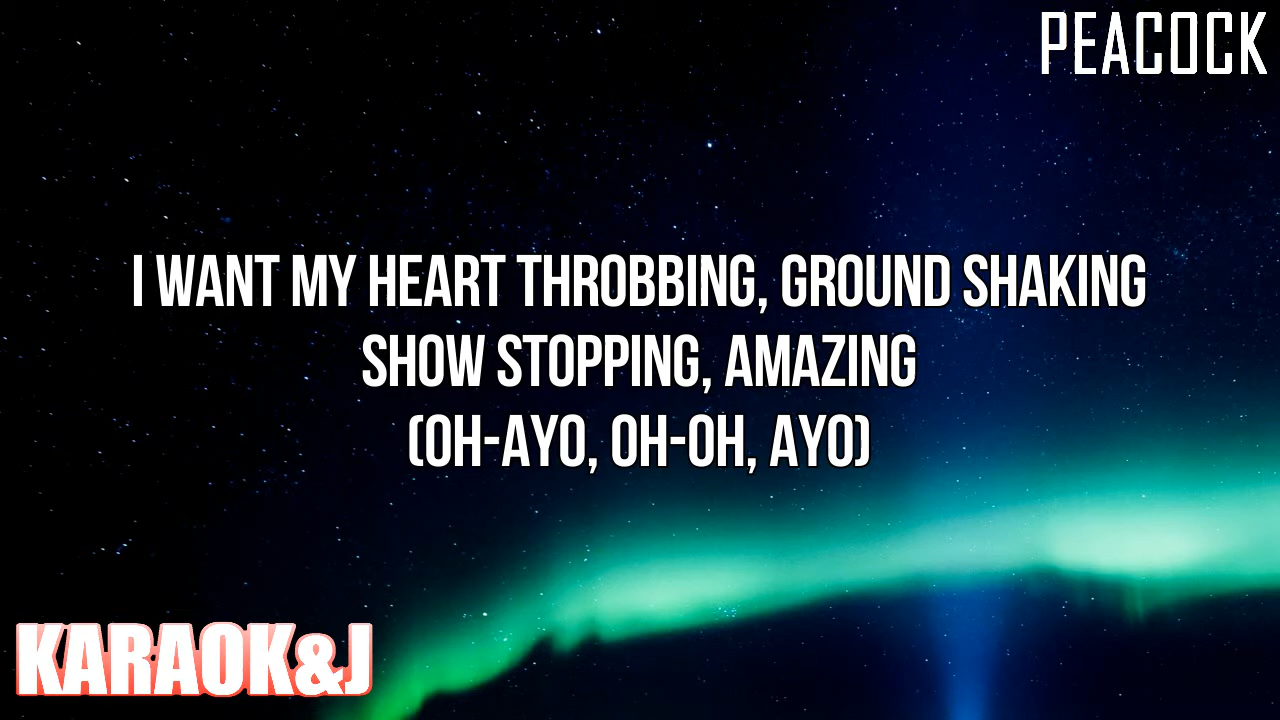 PEACOCK
I WANT MY HEART THROBBING, GROUND SHAKING
SHOW STOPPING, AMAZING
(OH-AYO, OH-OH, AYO)
KARAOK&J